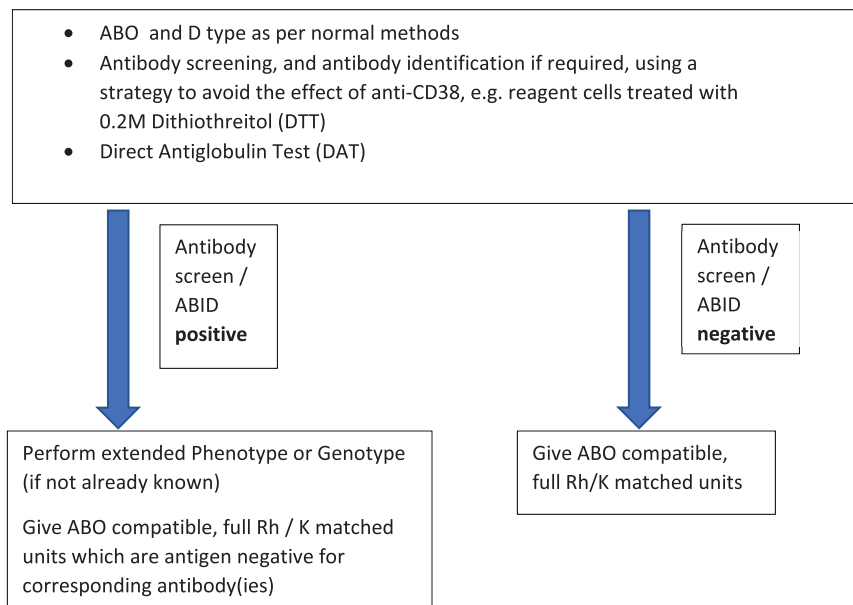 • ABO  and D type as per normal methods
• Antibody screening, and antibody identification if required, using a
strategy to avoid the effect of anti-CD38, e.g. reagent cells treated with
0.2M Dithiothreitol (DTT)
• Direct Antiglobulin Test (DAT)
Antibody
screen /
ABID
positive
Antibody
screen /
ABID
negative
Perform extended Phenotype or Genotype
(if not already known)
Give ABO compatible, full Rh / K matched
units which are antigen negative for
corresponding antibody(ies)
Give ABO compatible,
full Rh/K matched units